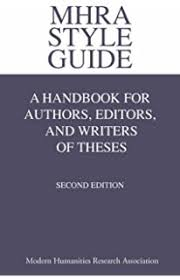 MHRA
STYLE
GUIDE
A HANDBOOK FOR
AUTHORS, EDITORS,
AND WRITERS
OF THESES
SECOND EDITION
Modern Humanities Research Association